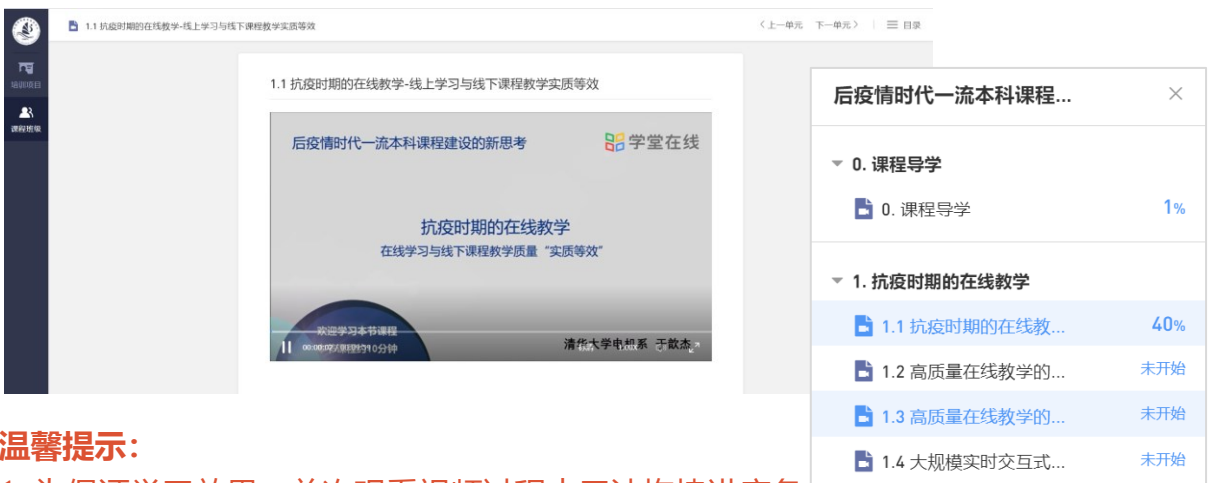 1.1 抗疫时期的在线教学-线上学习与线下课程教学实质等效
〈上一单元 下一单元〉 目录
培训项目
课程班级
1.1 抗疫时期的在线教学-线上学习与线下课程教学实质等效
后疫情时代一流本科课程建设的新思考
学堂在线
抗疫时期的在线教学
在线学习与线下课程教学质量“实质等效”
欢迎学习本节课程
10分钟
清华大学电机系 于歆杰
后疫情时代一流本科课程...
0. 课程导学
0. 课程导学 1%
1. 抗疫时期的在线教学
1.1 抗疫时期的在线教... 40%
1.2 高质量在线教学的... 未开始
1.3 高质量在线教学的... 未开始
1.4 大规模实时交互式... 未开始
温馨提示：